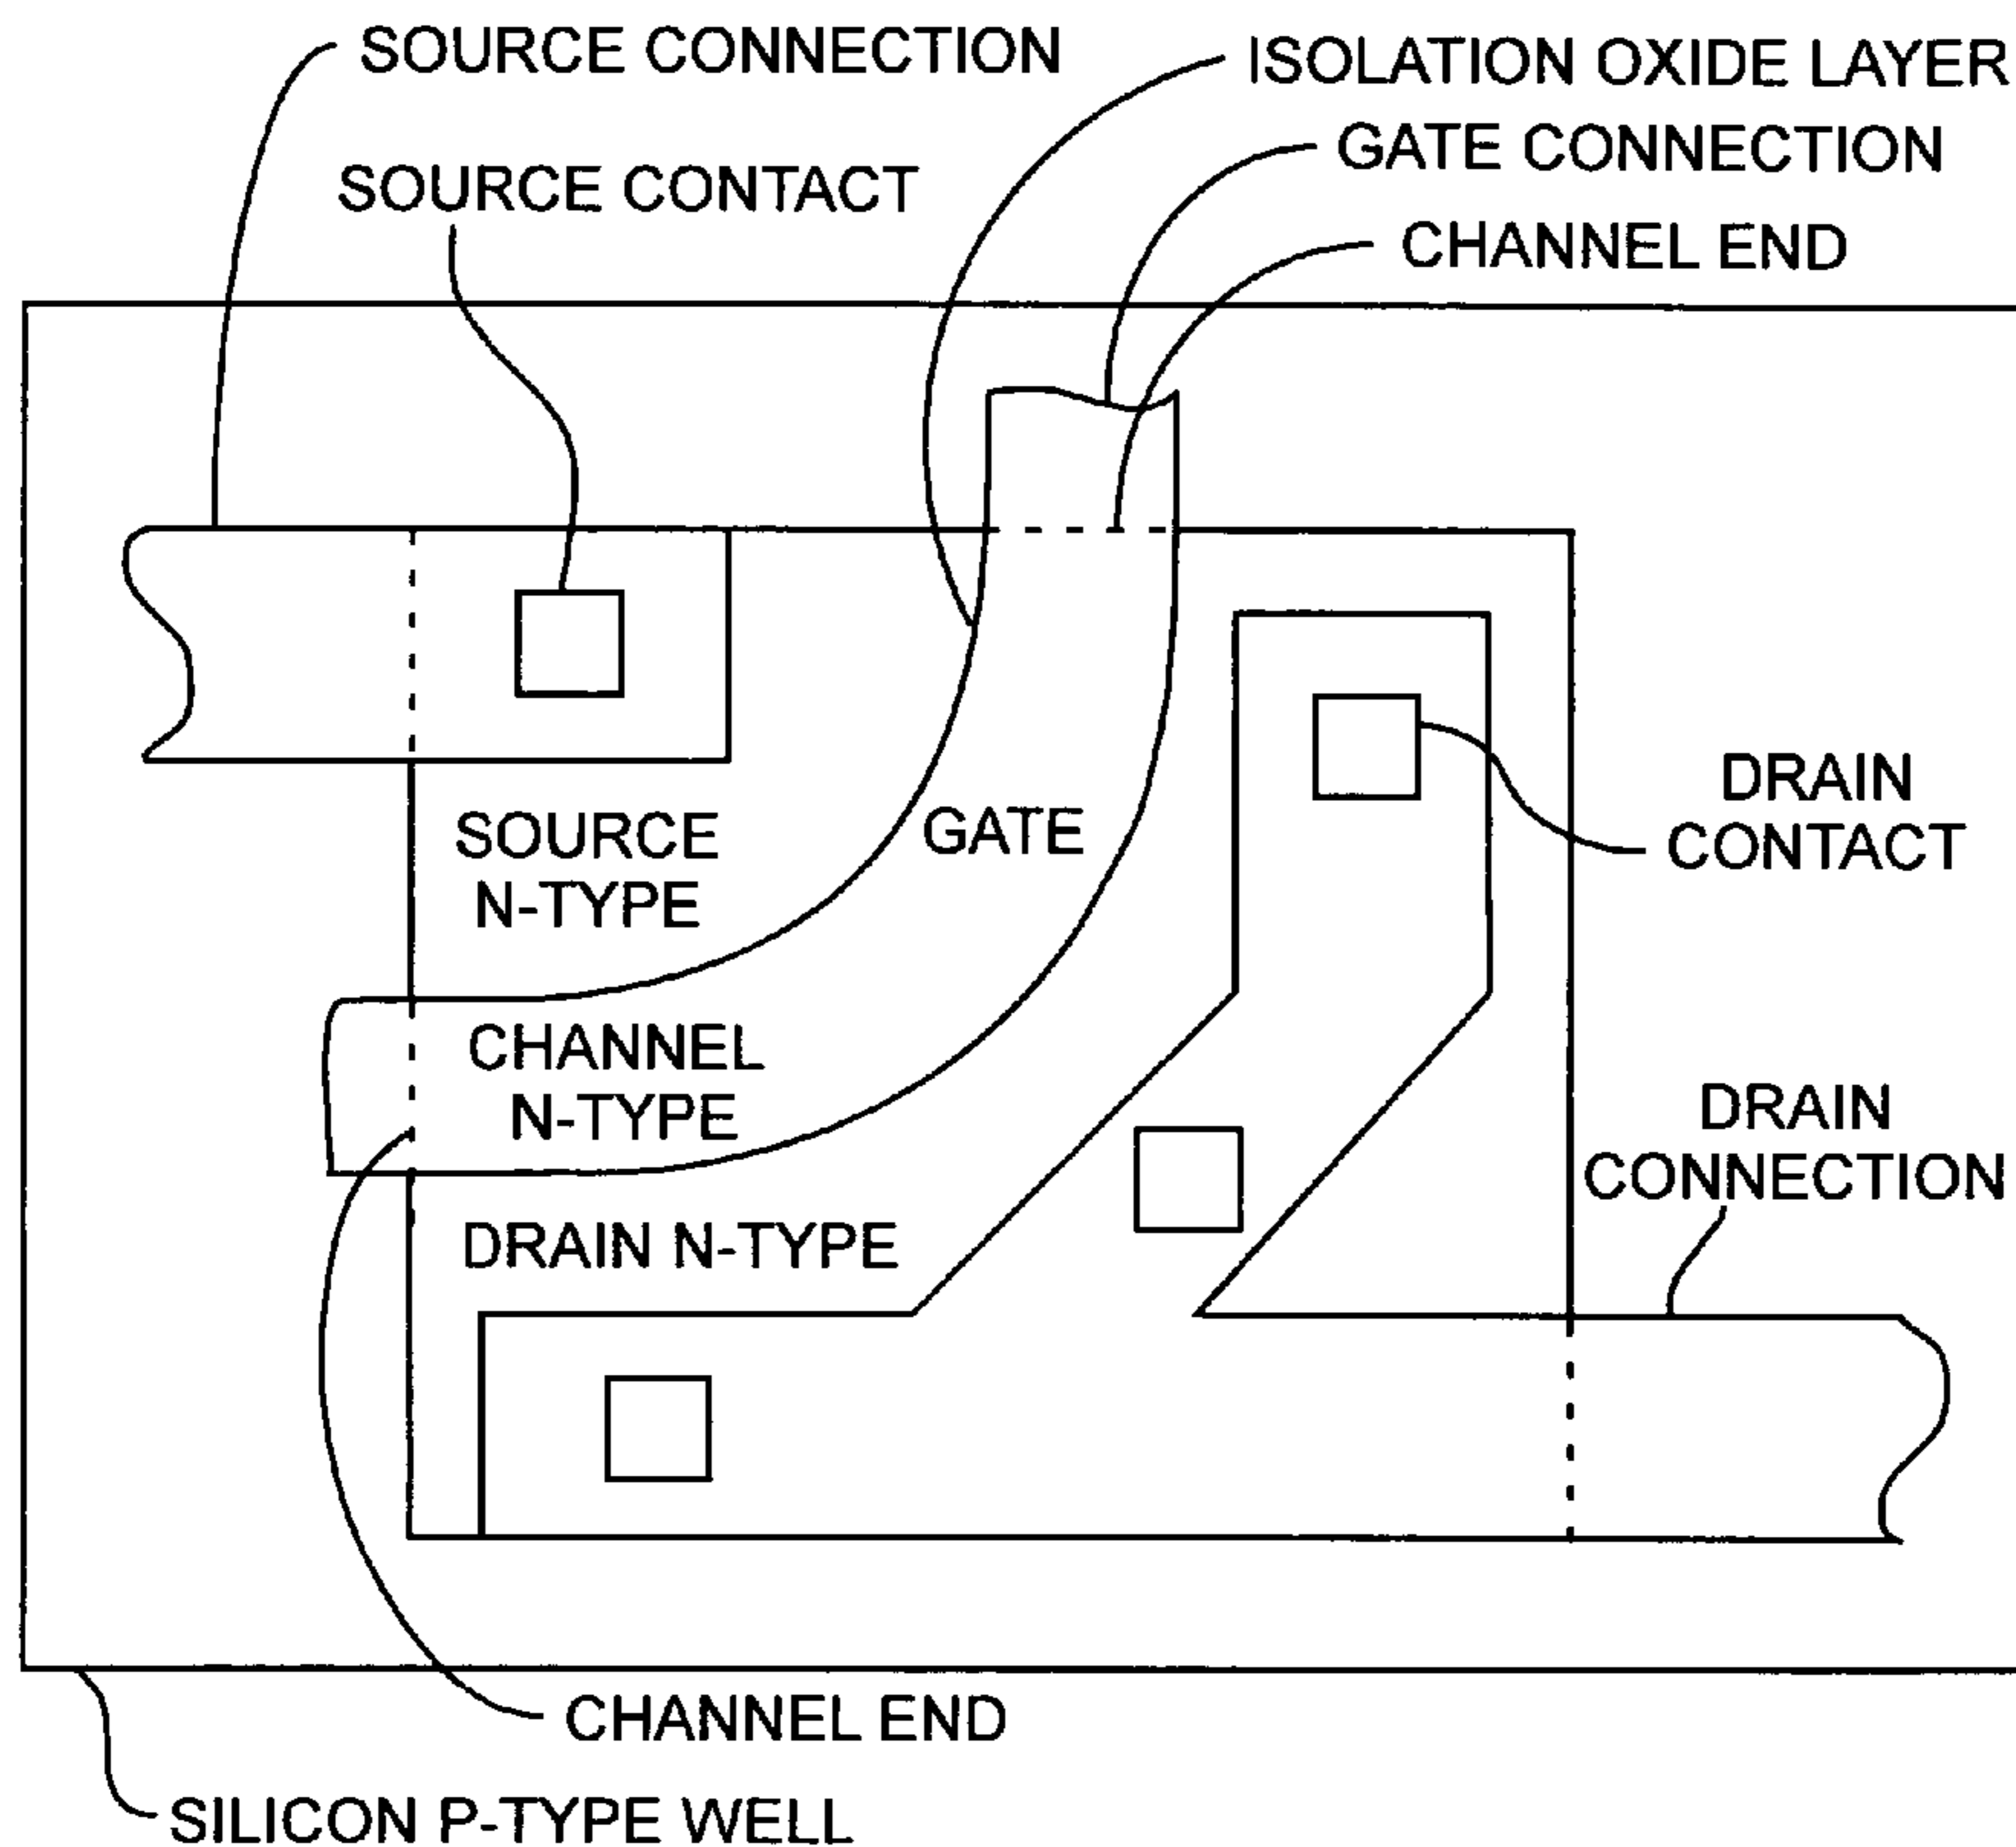 SOURCE CONNECTION
ISOLATION OXIDE LAYER
GATE CONNECTION
SOURCE CONTACT
CHANNEL END
SOURCE
N-TYPE
GATE
DRAIN
CONTACT
CHANNEL
N-TYPE
DRAIN
CONNECTION
DRAIN N-TYPE
CHANNEL END
SILICON P-TYPE WELL